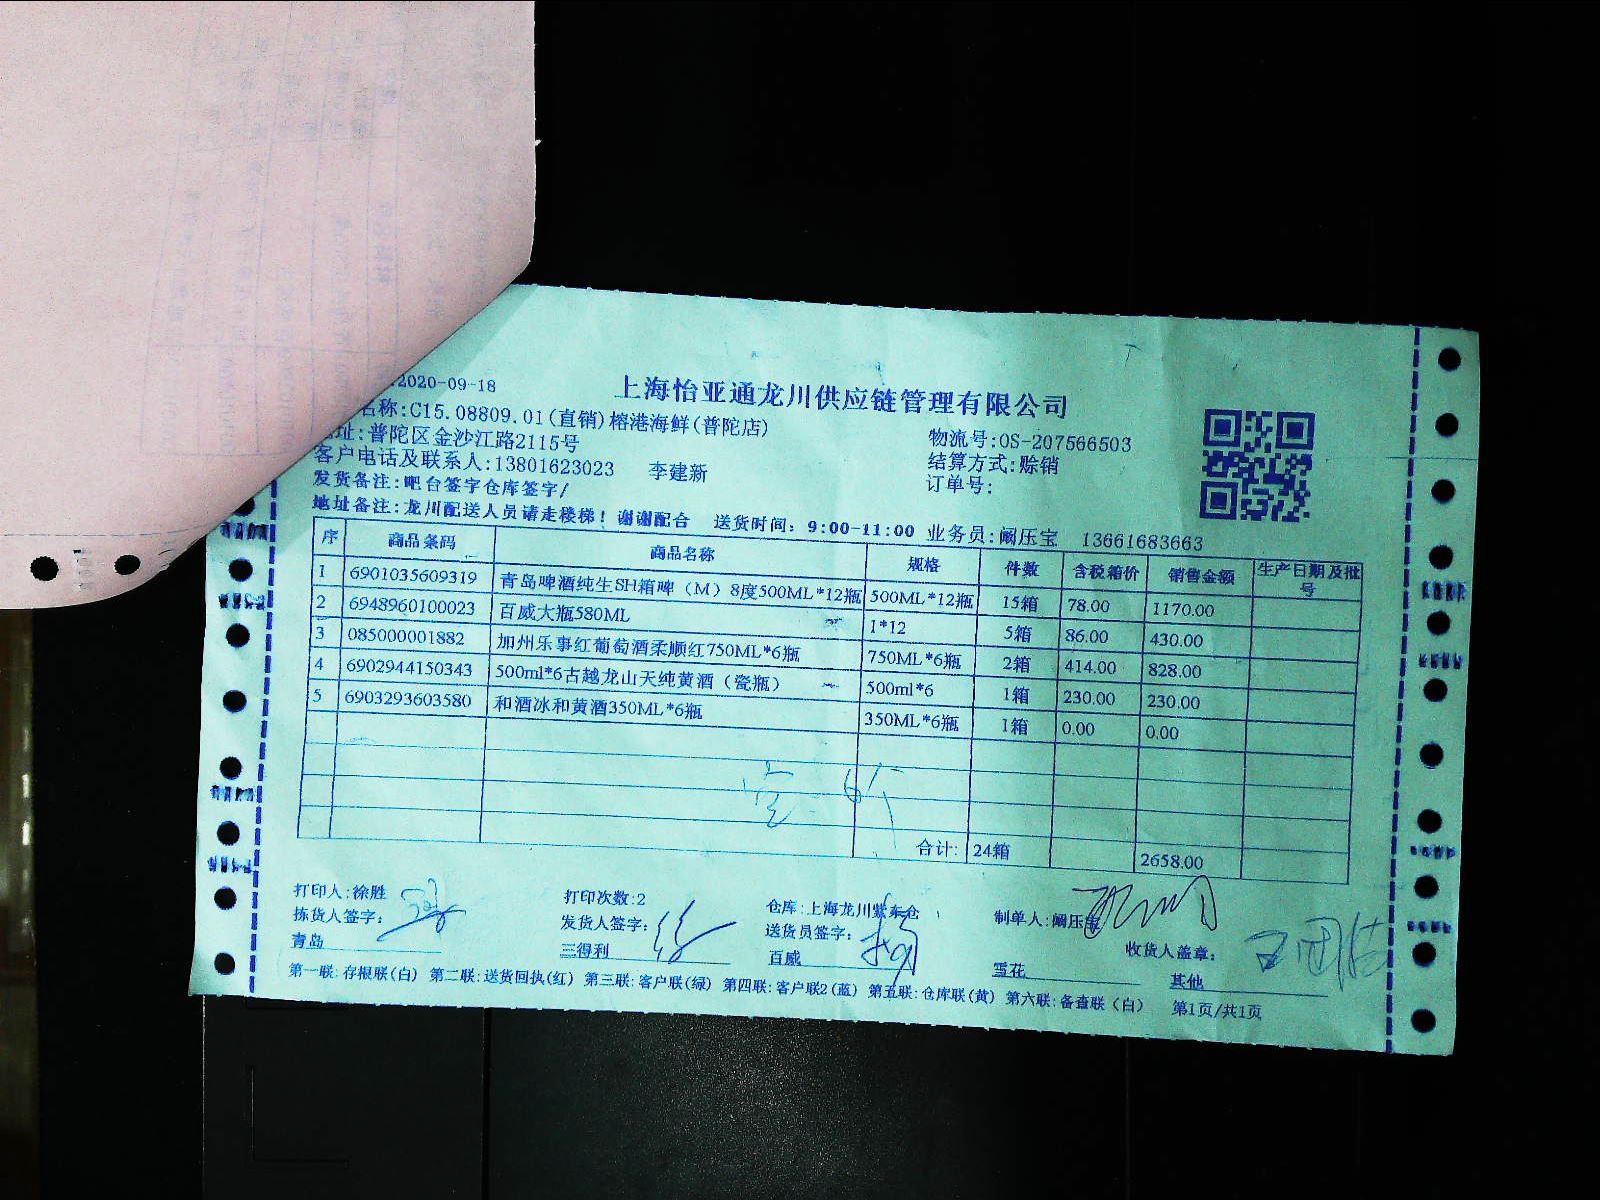 2020-09-18
上海怡亚通龙川供应链管理有限公司
名称:C15.08809.01(直销)榕港海鲜(普陀店)
物流号:OS-207566503
址:普陀区金沙江路2115号
结算方式:赊销
客户电话及联系人:13801623023 李建新
订单号:
发货备注:吧台签字仓库签字/
地址备注:龙川配送人员请走楼梯！谢谢配合 送货时间：9:00-11:00 业务员:阚压宝 13661683663
序 商品条码 商品名称 规格 件数 含税箱价 销售金额 生产日期及批号
1 6901035609319 青岛啤酒纯生SH箱啤（M）8度500ML*12瓶 500ML*12瓶 15箱 78.00 1170.00
2 6948960100023 百威大瓶580ML 1*12 5箱 86.00 430.00
3 085000001882 加州乐事红葡萄酒柔顺红750ML*6瓶 750ML*6瓶 2箱 414.00 828.00
4 6902944150343 500ml*6古越龙山天纯黄酒（瓷瓶） 500ml*6 1箱 230.00 230.00
5 6903293603580 和酒冰和黄酒350ML*6瓶 350ML*6瓶 1箱 0.00 0.00
合计: 24箱 2658.00
打印人:徐胜 打印次数:2 仓库:上海龙川紫东仓 制单人:阚压宝
拣货人签字: 发货人签字: 送货员签字: 收货人盖章:
青岛 三得利 百威 雪花 其他
第一联:存根联(白) 第二联:送货回执(红) 第三联:客户联(绿) 第四联:客户联2(蓝) 第五联:仓库联(黄) 第六联:备查联（白） 第1页/共1页